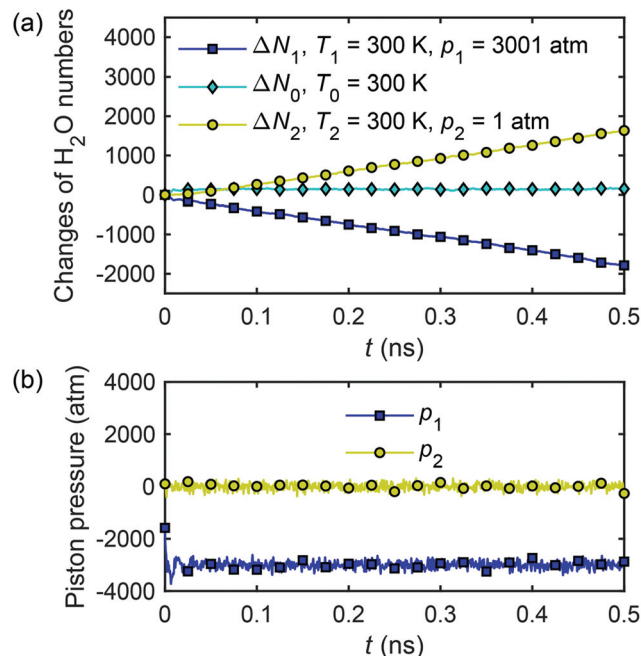 (a)
4000
3000
2000
1000
0
-1000
-2000
Changes of H₂O numbers
ΔN₁, T₁ = 300 K, p₁ = 3001 atm
ΔN₀, T₀ = 300 K
ΔN₂, T₂ = 300 K, p₂ = 1 atm
0 0.1 0.2 0.3 0.4 0.5
t (ns)
(b)
4000
2000
0
-2000
-4000
Piston pressure (atm)
p₁
p₂
0 0.1 0.2 0.3 0.4 0.5
t (ns)